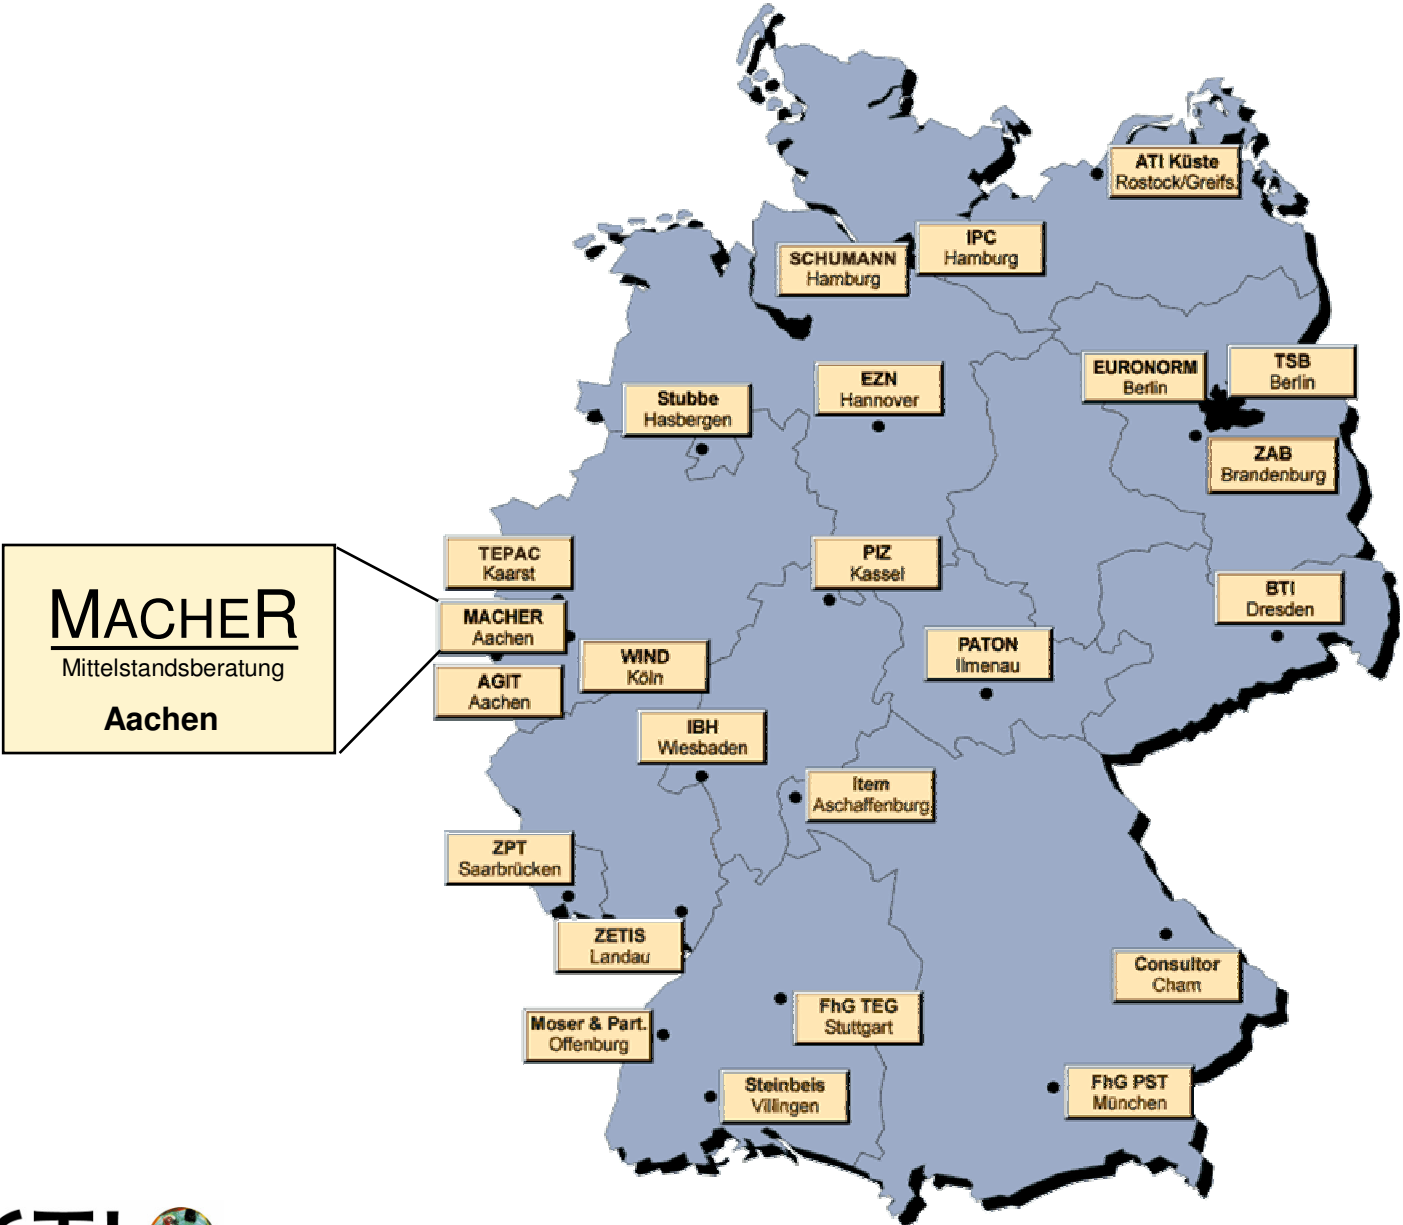 ATI Küste
Rostock/Greifs.
IPC
Hamburg
SCHUMANN
Hamburg
TSB
Berlin
EURONORM
Berlin
EZN
Hannover
Stubbe
Hasbergen
ZAB
Brandenburg
TEPAC
Kaarst
PIZ
Kassel
BTI
Dresden
MACHER
Mittelstandsberatung
Aachen
MACHER
Aachen
WIND
Köln
PATON
Ilmenau
AGIT
Aachen
IBH
Wiesbaden
Item
Aschaffenburg
ZPT
Saarbrücken
ZETIS
Landau
Consultor
Cham
FhG TEG
Stuttgart
Moser & Part.
Offenburg
Steinbeis
Villingen
FhG PST
München